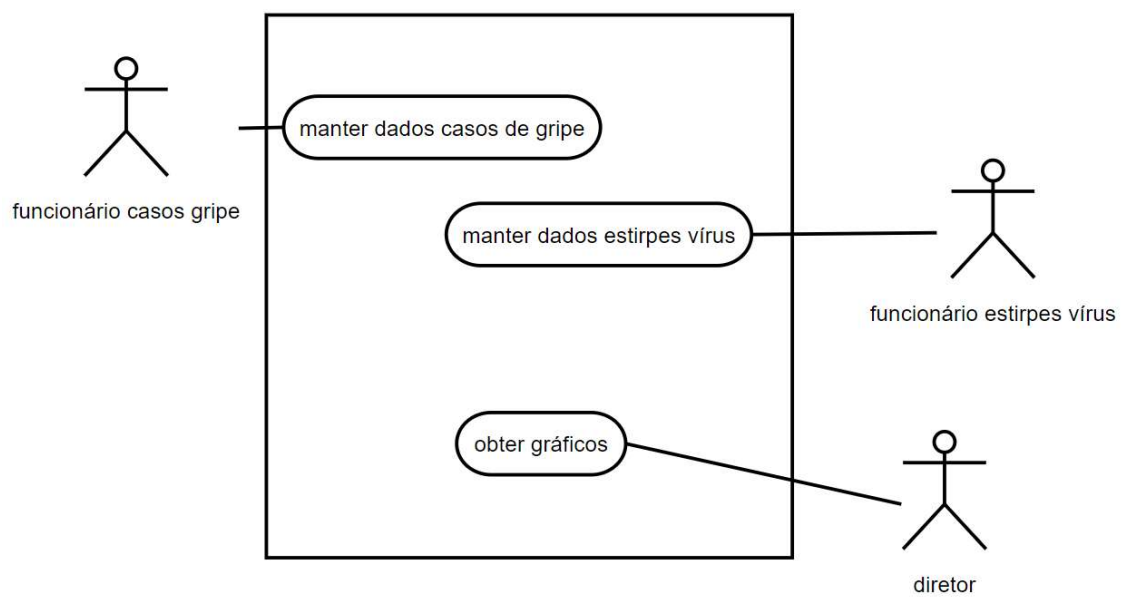 manter dados casos de gripe
funcionário casos gripe
manter dados estirpes vírus
funcionário estirpes vírus
obter gráficos
diretor